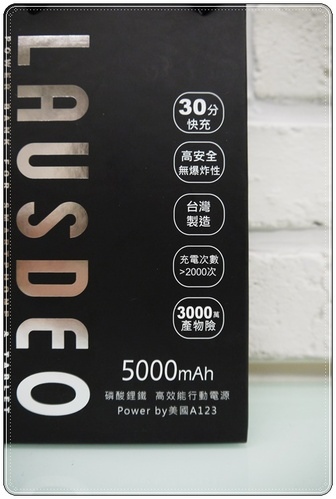 LAUSDEO
30分
快充
高安全
無爆炸性
台灣
製造
充電次數
>2000次
3000萬
產物險
5000mAh
磷酸鋰鐵 高效能行動電源
Power by美國A123